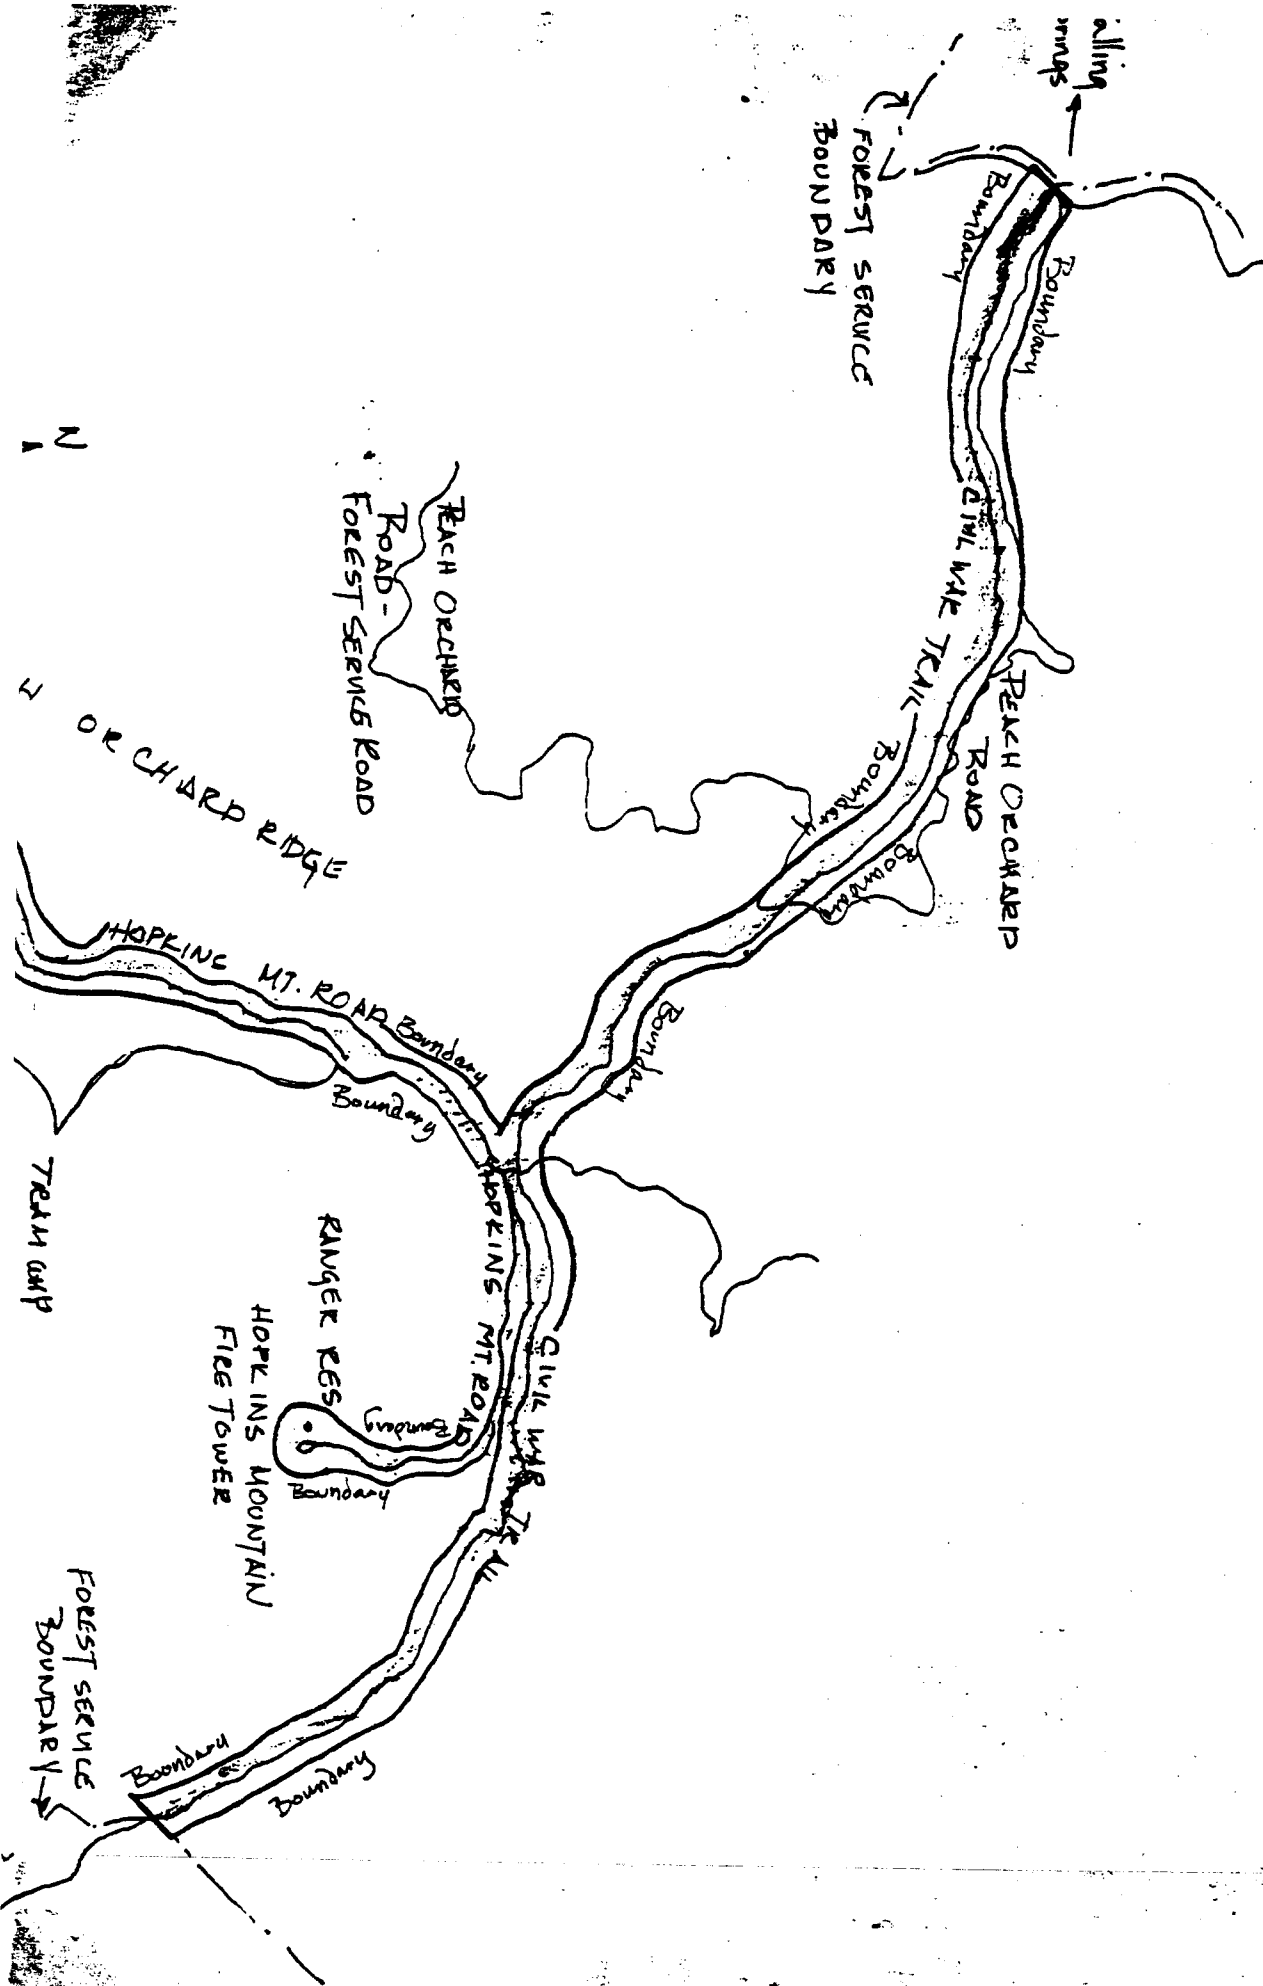 FOREST SERVICE
BOUNDARY
Boundary
Boundary
CIVIL WAR TRAIL
PEACH ORCHARD
ROAD
PEACH ORCHARD
ROAD -
FOREST SERVICE ROAD
Boundary
Boundary
N
ORCHARD RIDGE
Boundary
HOPKINS MT. ROAD
Boundary
Boundary
TRAM
HOPKINS MT. ROAD
CIVIL WAR
RANGER RES
HOPKINS MOUNTAIN
FIRE TOWER
Boundary
Boundary
FOREST SERVICE
BOUNDARY
Boundary
Boundary